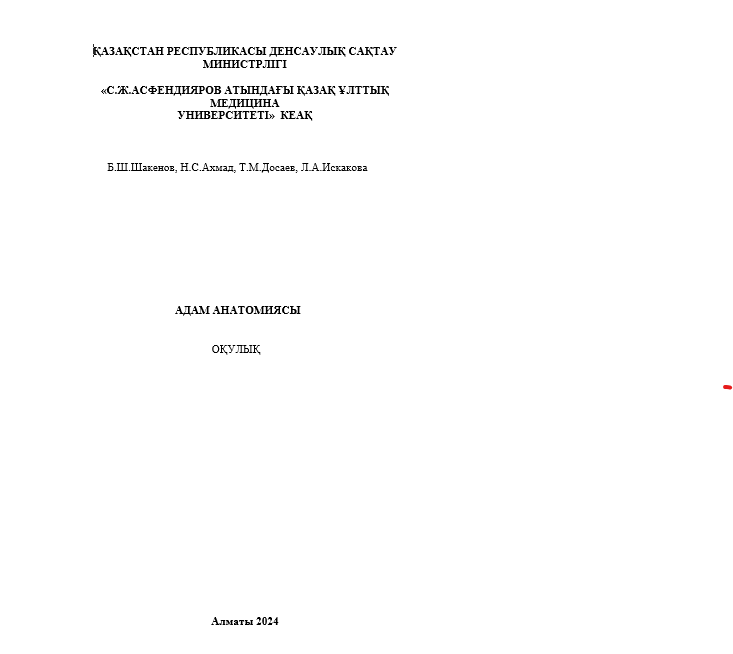 ҚАЗАҚСТАН РЕСПУБЛИКАСЫ ДЕНСАУЛЫҚ САҚТАУ
МИНИСТРЛІГІ
«С.Ж.АСФЕНДИЯРОВ АТЫНДАҒЫ ҚАЗАҚ ҰЛТТЫҚ
МЕДИЦИНА
УНИВЕРСИТЕТІ» КЕАҚ
Б.Ш.Шакенов, Н.С.Ахмад, Т.М.Досаев, Л.А.Искакова
АДАМ АНАТОМИЯСЫ
ОҚУЛЫҚ
Алматы 2024